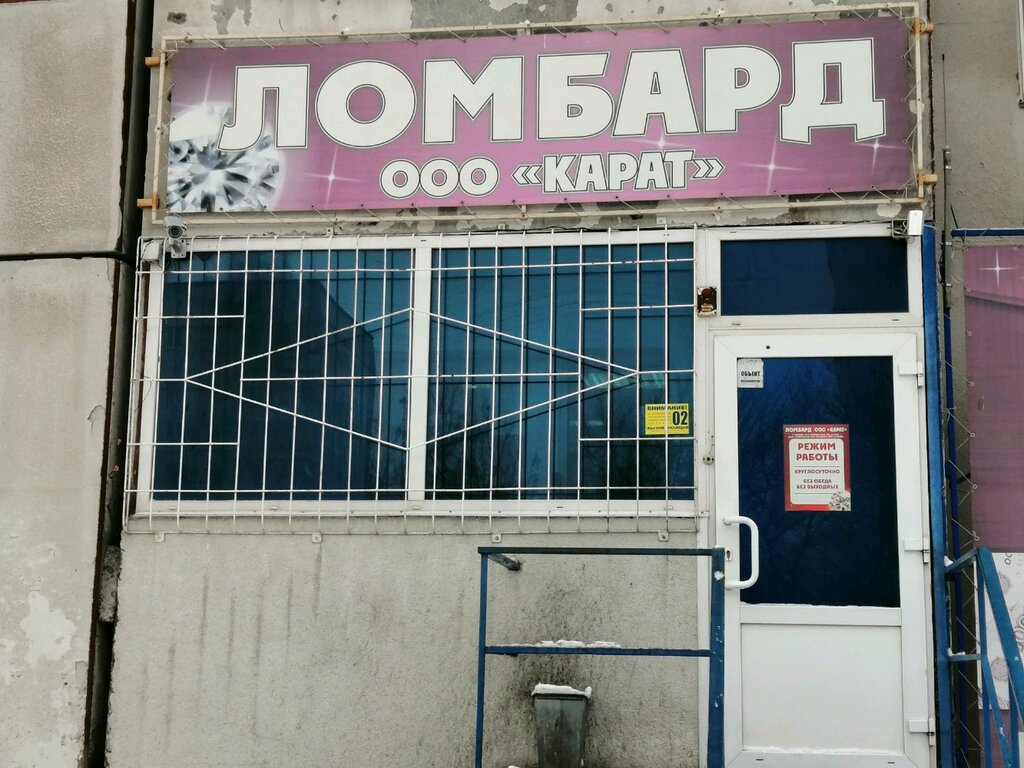 ЛОМБАРД
ООО «КАРАТ»
ОБЪЕКТ
ВНИМАНИЕ!
02
ЛОМБАРД ООО «КАРАТ»
РЕЖИМ
РАБОТЫ
КРУГЛОСУТОЧНО
БЕЗ ОБЕДА
БЕЗ ВЫХОДНЫХ